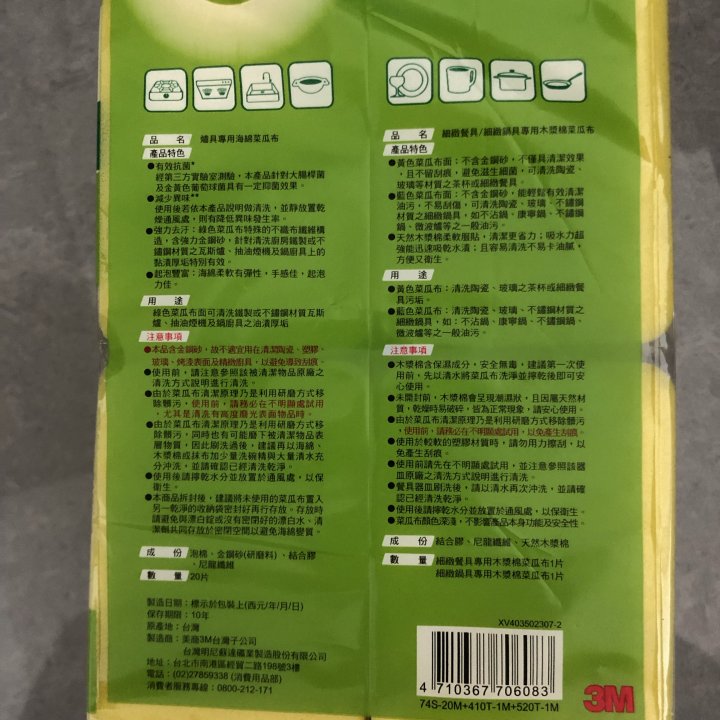 品 名 爐具專用海綿菜瓜布
產品特色
●有效抗菌*
經第三方實驗室測驗，本產品針對大腸桿菌
及金黃色葡萄球菌具有一定抑菌效果。
●減少異味**
使用後若依本產品說明做清洗，並靜放置乾
燥通風處，則有降低異味發生率。
●強力去汙：綠色菜瓜布特殊的不織布纖維構
造，含強力金鋼砂，針對清洗廚房鐵製或不
鏽鋼材質之瓦斯爐、抽油煙機及鍋廚具上的
黏漬厚垢特別有效。
●起泡豐富：海綿柔軟有彈性，手感佳，起泡
力佳。
用 途
綠色菜瓜布面可清洗鐵製或不鏽鋼材質瓦斯
爐、抽油煙機及鍋廚具之油漬厚垢
注意事項
●本品含金鋼砂，故不適宜用在清潔陶瓷、塑膠、
玻璃、烤漆表面及精緻廚具，以避免導致刮痕。
●使用前，請注意參照該被清潔物品原廠之
清洗方式說明進行清洗。
●由於菜瓜布清潔原理乃是利用研磨方式移
除髒污，使用前，請務必在不明顯處試用
，尤其是清洗有高度磨光表面物品時。
●由於菜瓜布清潔原理乃是利用研磨方式移
除髒污，同時也有可能磨下被清潔物品表
層物質，因此刷洗過後，建議再以海綿、
木漿棉或抹布加少量洗碗精與大量清水充
分沖洗，並請確認已經清洗乾淨。
●使用後請擰乾水分並放置於通風處，以保
衛生。
●本商品拆封後，建議將未使用的菜瓜布置入
另一乾淨的收納袋密封好再行存放。存放時
請避免與漂白錠或沒有密閉好的漂白水、清
潔劑共同存放於密閉空間以避免海綿變質。
成 份 泡棉、金鋼砂(研磨料)、結合膠
、尼龍纖維
數 量 20片
製造日期：標示於包裝上(西元/年/月/日)
保存期限：10年
原產地：台灣
製造商：美商3M台灣子公司
台灣明尼蘇達礦業製造股份有限公司
地址：台北市南港區經貿二路198號3樓
電話：(02)27859338 (消費用品部)
消費者服務專線：0800-212-171
品 名 細緻餐具/細緻鍋具專用木漿棉菜瓜布
產品特色
●黃色菜瓜布面：不含金鋼砂，不僅具清潔效果
，且不留刮痕，避免滋生細菌，可清洗陶瓷、
玻璃等材質之茶杯或細緻餐具。
●藍色菜瓜布面：不含金鋼砂，能輕鬆有效清潔
油污，不易刮傷，可清洗陶瓷、玻璃、不鏽鋼
材質之細緻鍋具，如不沾鍋、康寧鍋、不鏽鋼
鍋、微波爐等之一般油污。
●天然木漿棉柔軟服貼，清潔更省力；吸水力超
強能迅速吸乾水漬；且容易清洗不易卡油膩，
方便又衛生。
用 途
●黃色菜瓜布面：可清洗陶瓷、玻璃之茶杯或細緻餐
具污垢。
●藍色菜瓜布面：可清洗陶瓷、玻璃、不鏽鋼材質之
細緻鍋具，如：不沾鍋、康寧鍋、不鏽鋼鍋、
微波爐等之一般油污。
注意事項
●木漿棉含保濕成分，安全無毒，建議第一次使
用前，先以清水將菜瓜布洗淨並擰乾後即可安
心使用。
●未開封前，木漿棉會呈現潮濕狀，且因屬天然材
質，乾燥時易破碎，皆為正常現象，請安心使用。
●由於菜瓜布清潔原理乃是利用研磨方式移除髒污
，使用前，請務必在不明顯處試用，以免產生刮痕。
●使用於較軟的塑膠材質時，請勿用力擦刮，以
免產生刮痕。
●使用前請先在不明顯處試用，並注意參照該器
皿原廠之清洗方式說明進行清洗。
●餐具器皿刷洗後，請以清水再次沖洗，並請確
認已經清洗乾淨。
●使用後請擰乾水分並放置於通風處，以保衛生。
●菜瓜布顏色深淺，不影響產品本身功能及安全性。
成 份 結合膠、尼龍纖維、天然木漿棉
數 量 細緻餐具專用木漿棉菜瓜布1片
細緻鍋具專用木漿棉菜瓜布1片
XV403502307-2
4 710367 706083
74S-20M+410T-1M+520T-1M
3M